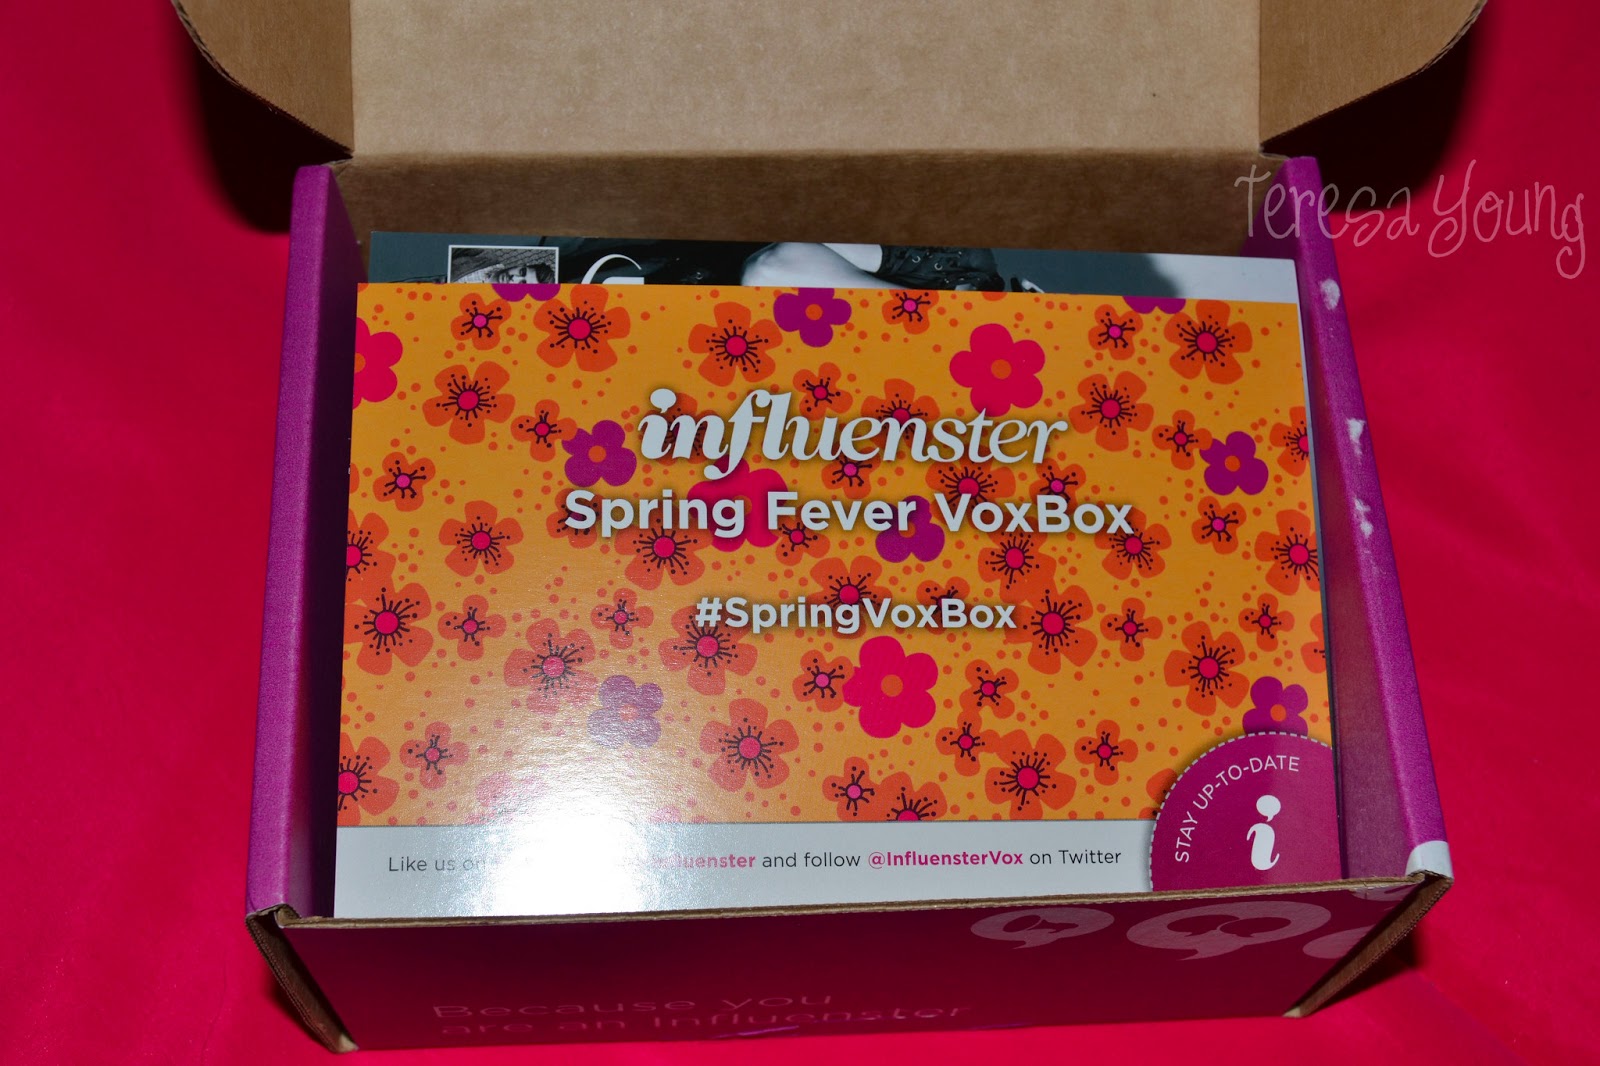 Teresa Young
G
influenster
Spring Fever VoxBox
#SpringVoxBox
STAY UP-TO-DATE
i
Like us on influenster and follow @InfluensterVox on Twitter
Because you
are an Influenster